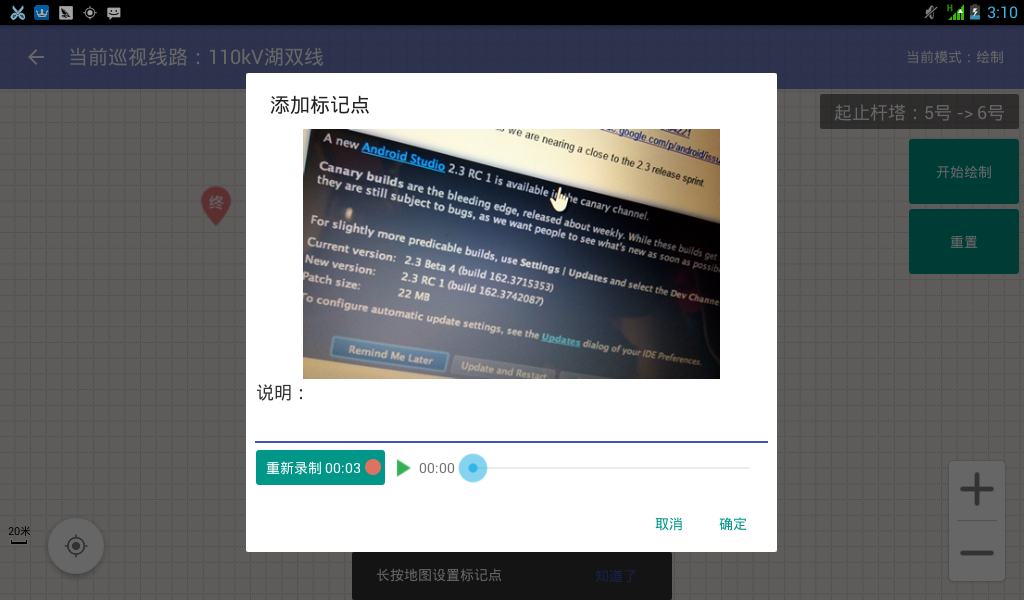 H
3:10
当前巡视线路：110kV湖双线
当前模式：绘制
起止杆塔：5号 -> 6号
开始绘制
重置
终
添加标记点
we are nearing a close to the 2.3 release sprint.
google.com/p/android/issu
A new Android Studio 2.3 RC 1 is available in the canary channel.
Canary builds are the bleeding edge, released about weekly. While these builds get
they are still subject to bugs, as we want people to see what's new as soon as possib
For slightly more predicable builds, use Settings | Updates and select the Dev Channe
Current version: 2.3 Beta 4 (build 162.3715353)
New version: 2.3 RC 1 (build 162.3742087)
Patch size: 22 MB
To configure automatic update settings, see the Updates dialog of your IDE Preferences.
Remind Me Later
Update and Restart
说明：
重新录制 00:03
00:00
取消
确定
20米
长按地图设置标记点
知道了